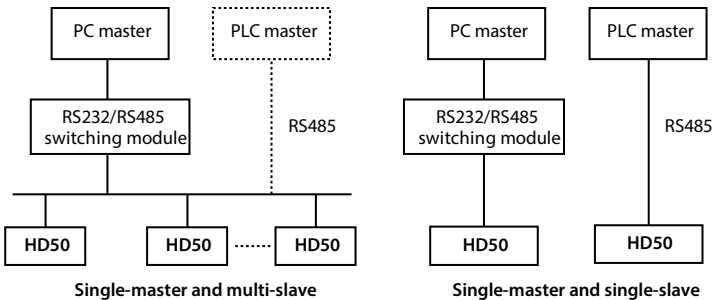 PC master
PLC master
PC master
PLC master
RS232/RS485
switching module
RS485
RS232/RS485
switching module
RS485
HD50
HD50
HD50
HD50
HD50
Single-master and multi-slave
Single-master and single-slave